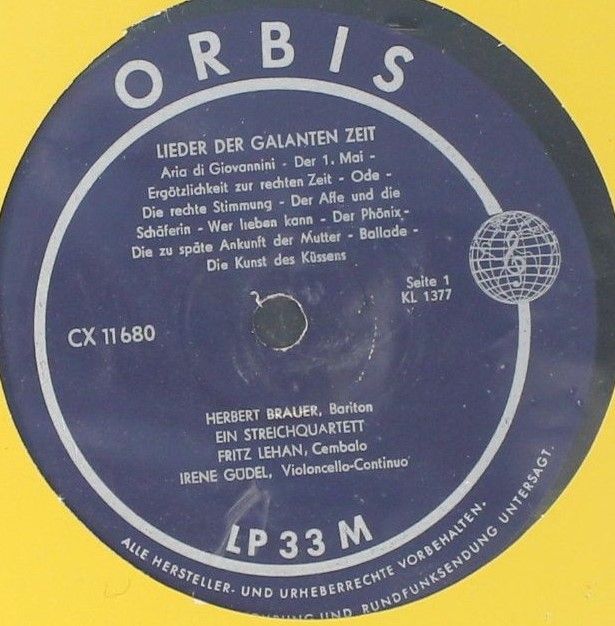 ORBIS
LIEDER DER GALANTEN ZEIT
Aria di Giovannini - Der 1. Mai -
Ergötzlichkeit zur rechten Zeit - Ode -
Die rechte Stimmung - Der Affe und die
Schäferin - Wer lieben kann - Der Phönix -
Die zu späte Ankunft der Mutter - Ballade -
Die Kunst des Küssens
Seite 1
KL 1377
CX 11680
HERBERT BRAUER, Bariton
EIN STREICHQUARTETT
FRITZ LEHAN, Cembalo
IRENE GÜDEL, Violoncello-Continuo
LP 33 M
ALLE HERSTELLER- UND URHEBERRECHTE VORBEHALTEN.
UND RUNDFUNKSENDUNG UNTERSAGT.